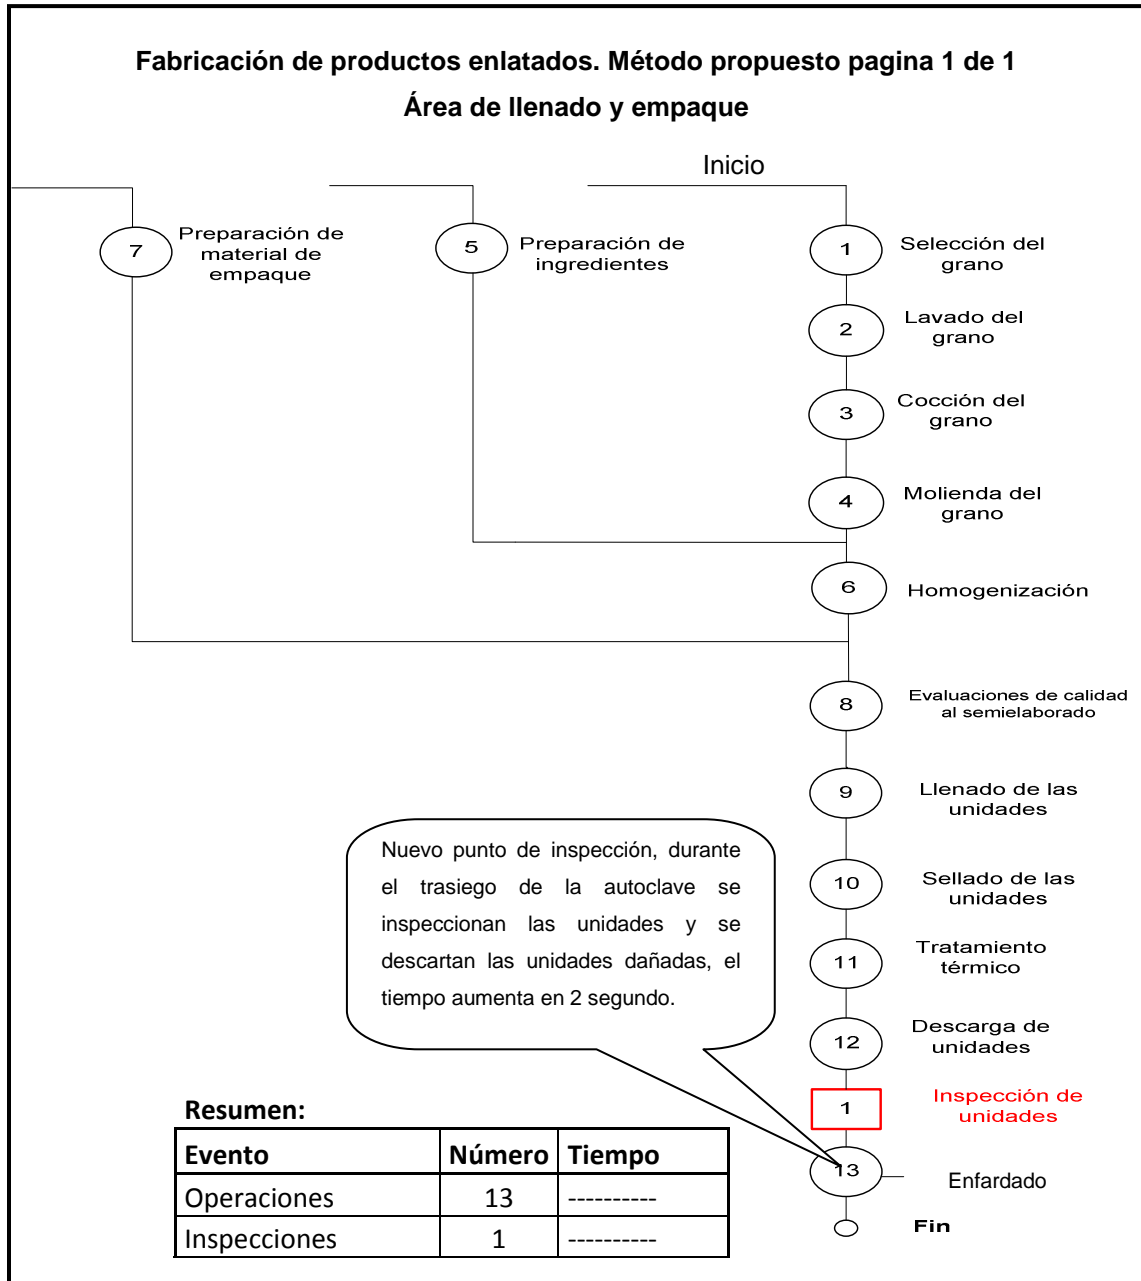 Fabricación de productos enlatados. Método propuesto pagina 1 de 1
Área de llenado y empaque
Inicio
7
Preparación de
material de
empaque
5
Preparación de
ingredientes
1
Selección del
grano
2
Lavado del
grano
3
Cocción del
grano
4
Molienda del
grano
6
Homogenización
8
Evaluaciones de calidad
al semielaborado
9
Llenado de las
unidades
10
Sellado de las
unidades
11
Tratamiento
térmico
12
Descarga de
unidades
1
Inspección de
unidades
13
Enfardado
Fin
Nuevo punto de inspección, durante
el trasiego de la autoclave se
inspeccionan las unidades y se
descartan las unidades dañadas, el
tiempo aumenta en 2 segundo.
Resumen:
Evento Número Tiempo
Operaciones 13 ----------
Inspecciones 1 ----------